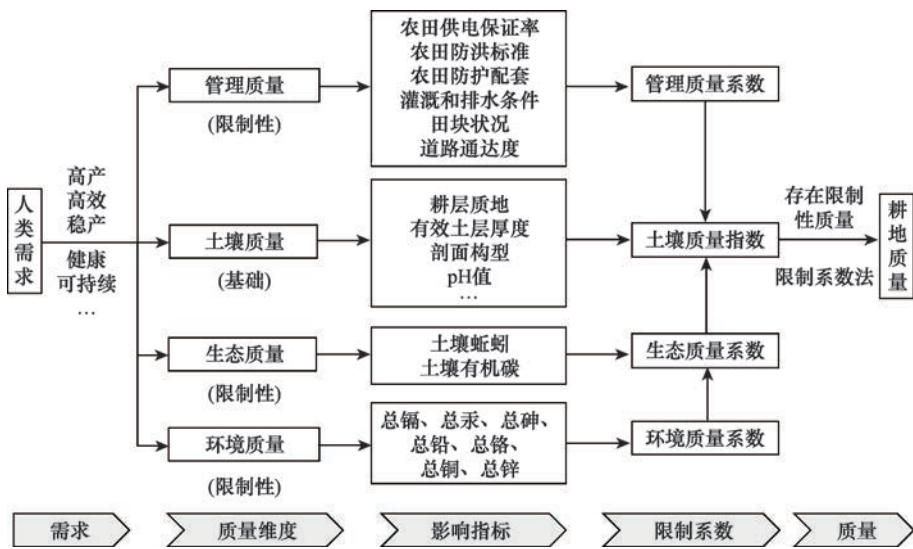 人类需求
高产
高效
稳产
健康
可持续
…
管理质量
(限制性)
农田供电保证率
农田防洪标准
农田防护配套
灌溉和排水条件
田块状况
道路通达度
管理质量系数
土壤质量
(基础)
耕层质地
有效土层厚度
剖面构型
pH值
…
土壤质量指数
存在限制
性质量
限制系数法
耕地质量
生态质量
(限制性)
土壤蚯蚓
土壤有机碳
生态质量系数
环境质量
(限制性)
总镉、总汞、总砷、
总铅、总铬、
总铜、总锌
环境质量系数
需求
质量维度
影响指标
限制系数
质量